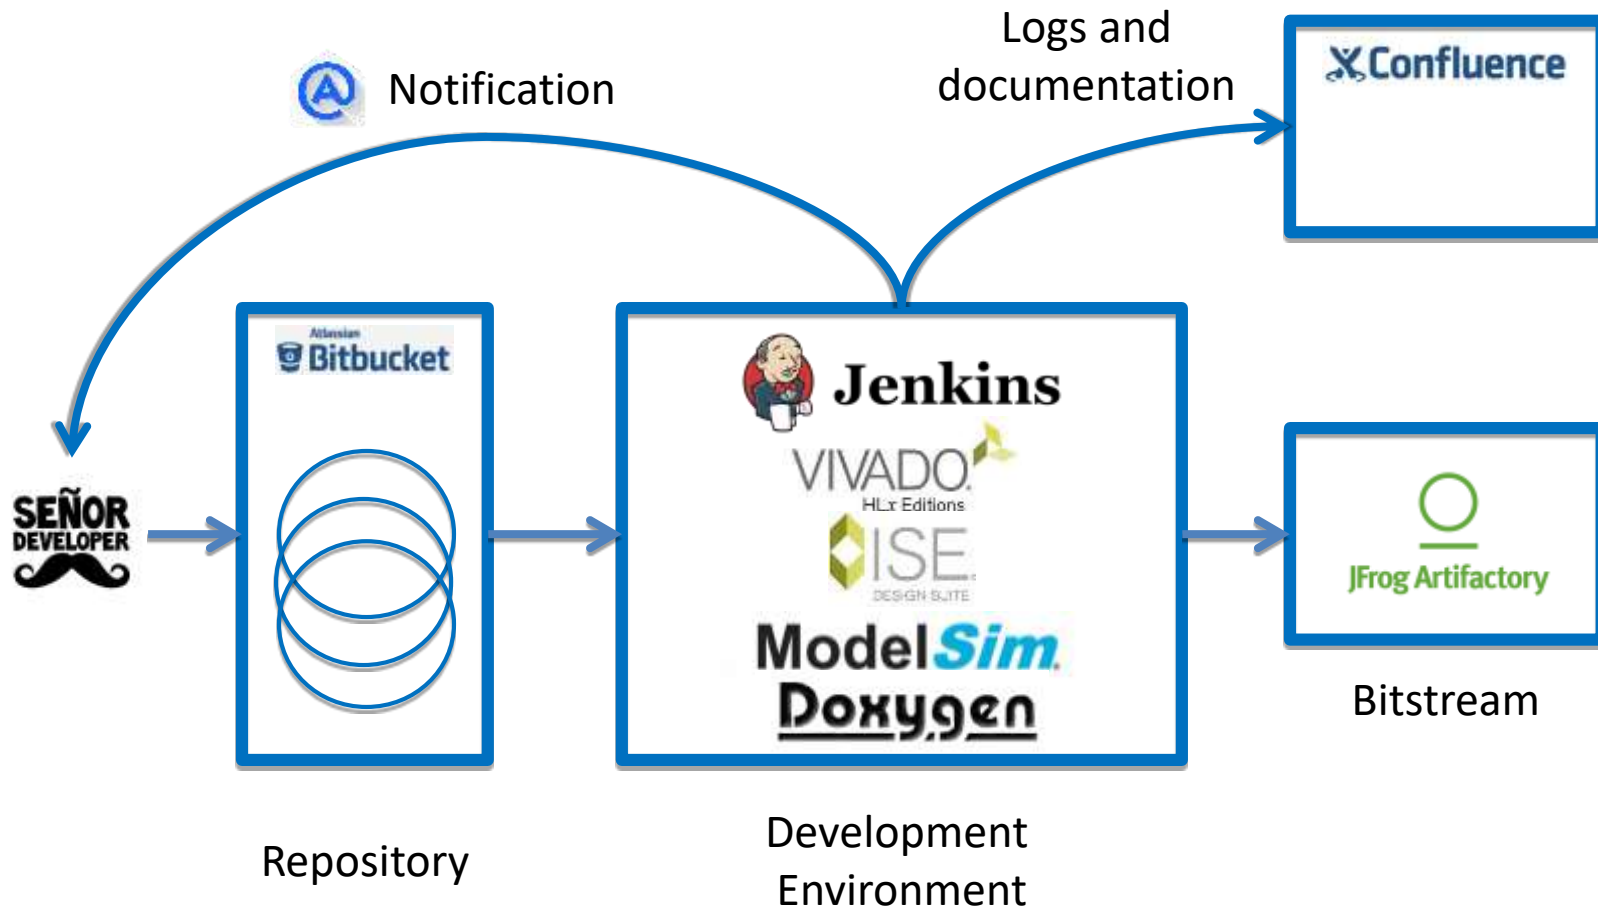 Logs and
documentation
Notification
Confluence
Atlassian
Bitbucket
Jenkins
VIVADO
HLx Editions
ISE
DESIGN SUITE
ModelSim
Doxygen
SEÑOR
DEVELOPER
JFrog Artifactory
Bitstream
Repository
Development
Environment